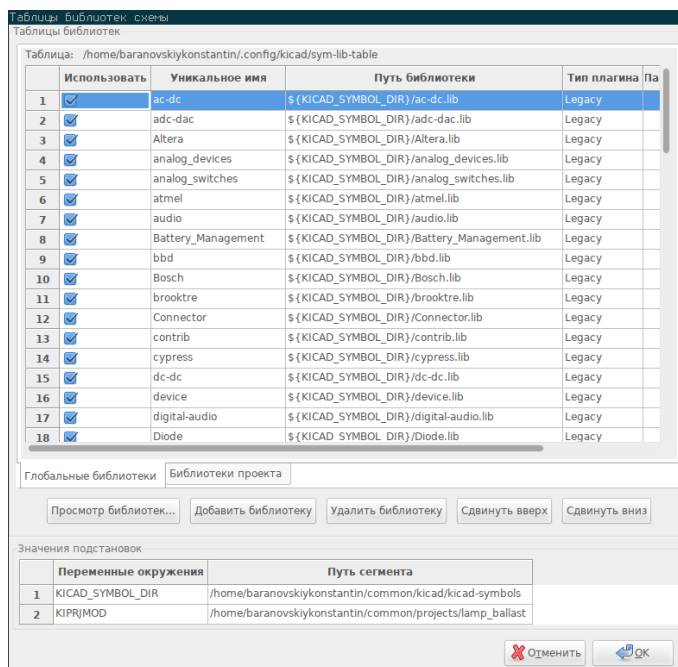 Таблицы библиотек схемы
Таблицы библиотек
Таблица: /home/baranovskiykonstantin/.config/kicad/sym-lib-table
Использовать Уникальное имя Путь библиотеки Тип плагина Па
1 ac-dc ${KICAD_SYMBOL_DIR}/ac-dc.lib Legacy
2 adc-dac ${KICAD_SYMBOL_DIR}/adc-dac.lib Legacy
3 Altera ${KICAD_SYMBOL_DIR}/Altera.lib Legacy
4 analog_devices ${KICAD_SYMBOL_DIR}/analog_devices.lib Legacy
5 analog_switches ${KICAD_SYMBOL_DIR}/analog_switches.lib Legacy
6 atmel ${KICAD_SYMBOL_DIR}/atmel.lib Legacy
7 audio ${KICAD_SYMBOL_DIR}/audio.lib Legacy
8 Battery_Management ${KICAD_SYMBOL_DIR}/Battery_Management.lib Legacy
9 bbd ${KICAD_SYMBOL_DIR}/bbd.lib Legacy
10 Bosch ${KICAD_SYMBOL_DIR}/Bosch.lib Legacy
11 brooktre ${KICAD_SYMBOL_DIR}/brooktre.lib Legacy
12 Connector ${KICAD_SYMBOL_DIR}/Connector.lib Legacy
13 contrib ${KICAD_SYMBOL_DIR}/contrib.lib Legacy
14 cypress ${KICAD_SYMBOL_DIR}/cypress.lib Legacy
15 dc-dc ${KICAD_SYMBOL_DIR}/dc-dc.lib Legacy
16 device ${KICAD_SYMBOL_DIR}/device.lib Legacy
17 digital-audio ${KICAD_SYMBOL_DIR}/digital-audio.lib Legacy
18 Diode ${KICAD_SYMBOL_DIR}/Diode.lib Legacy
Глобальные библиотеки Библиотеки проекта
Просмотр библиотек... Добавить библиотеку Удалить библиотеку Сдвинуть вверх Сдвинуть вниз
Значения подстановок
Переменные окружения Путь сегмента
1 KICAD_SYMBOL_DIR /home/baranovskiykonstantin/common/kicad/kicad-symbols
2 KIPRJMOD /home/baranovskiykonstantin/common/projects/lamp_ballast
Отменить OK